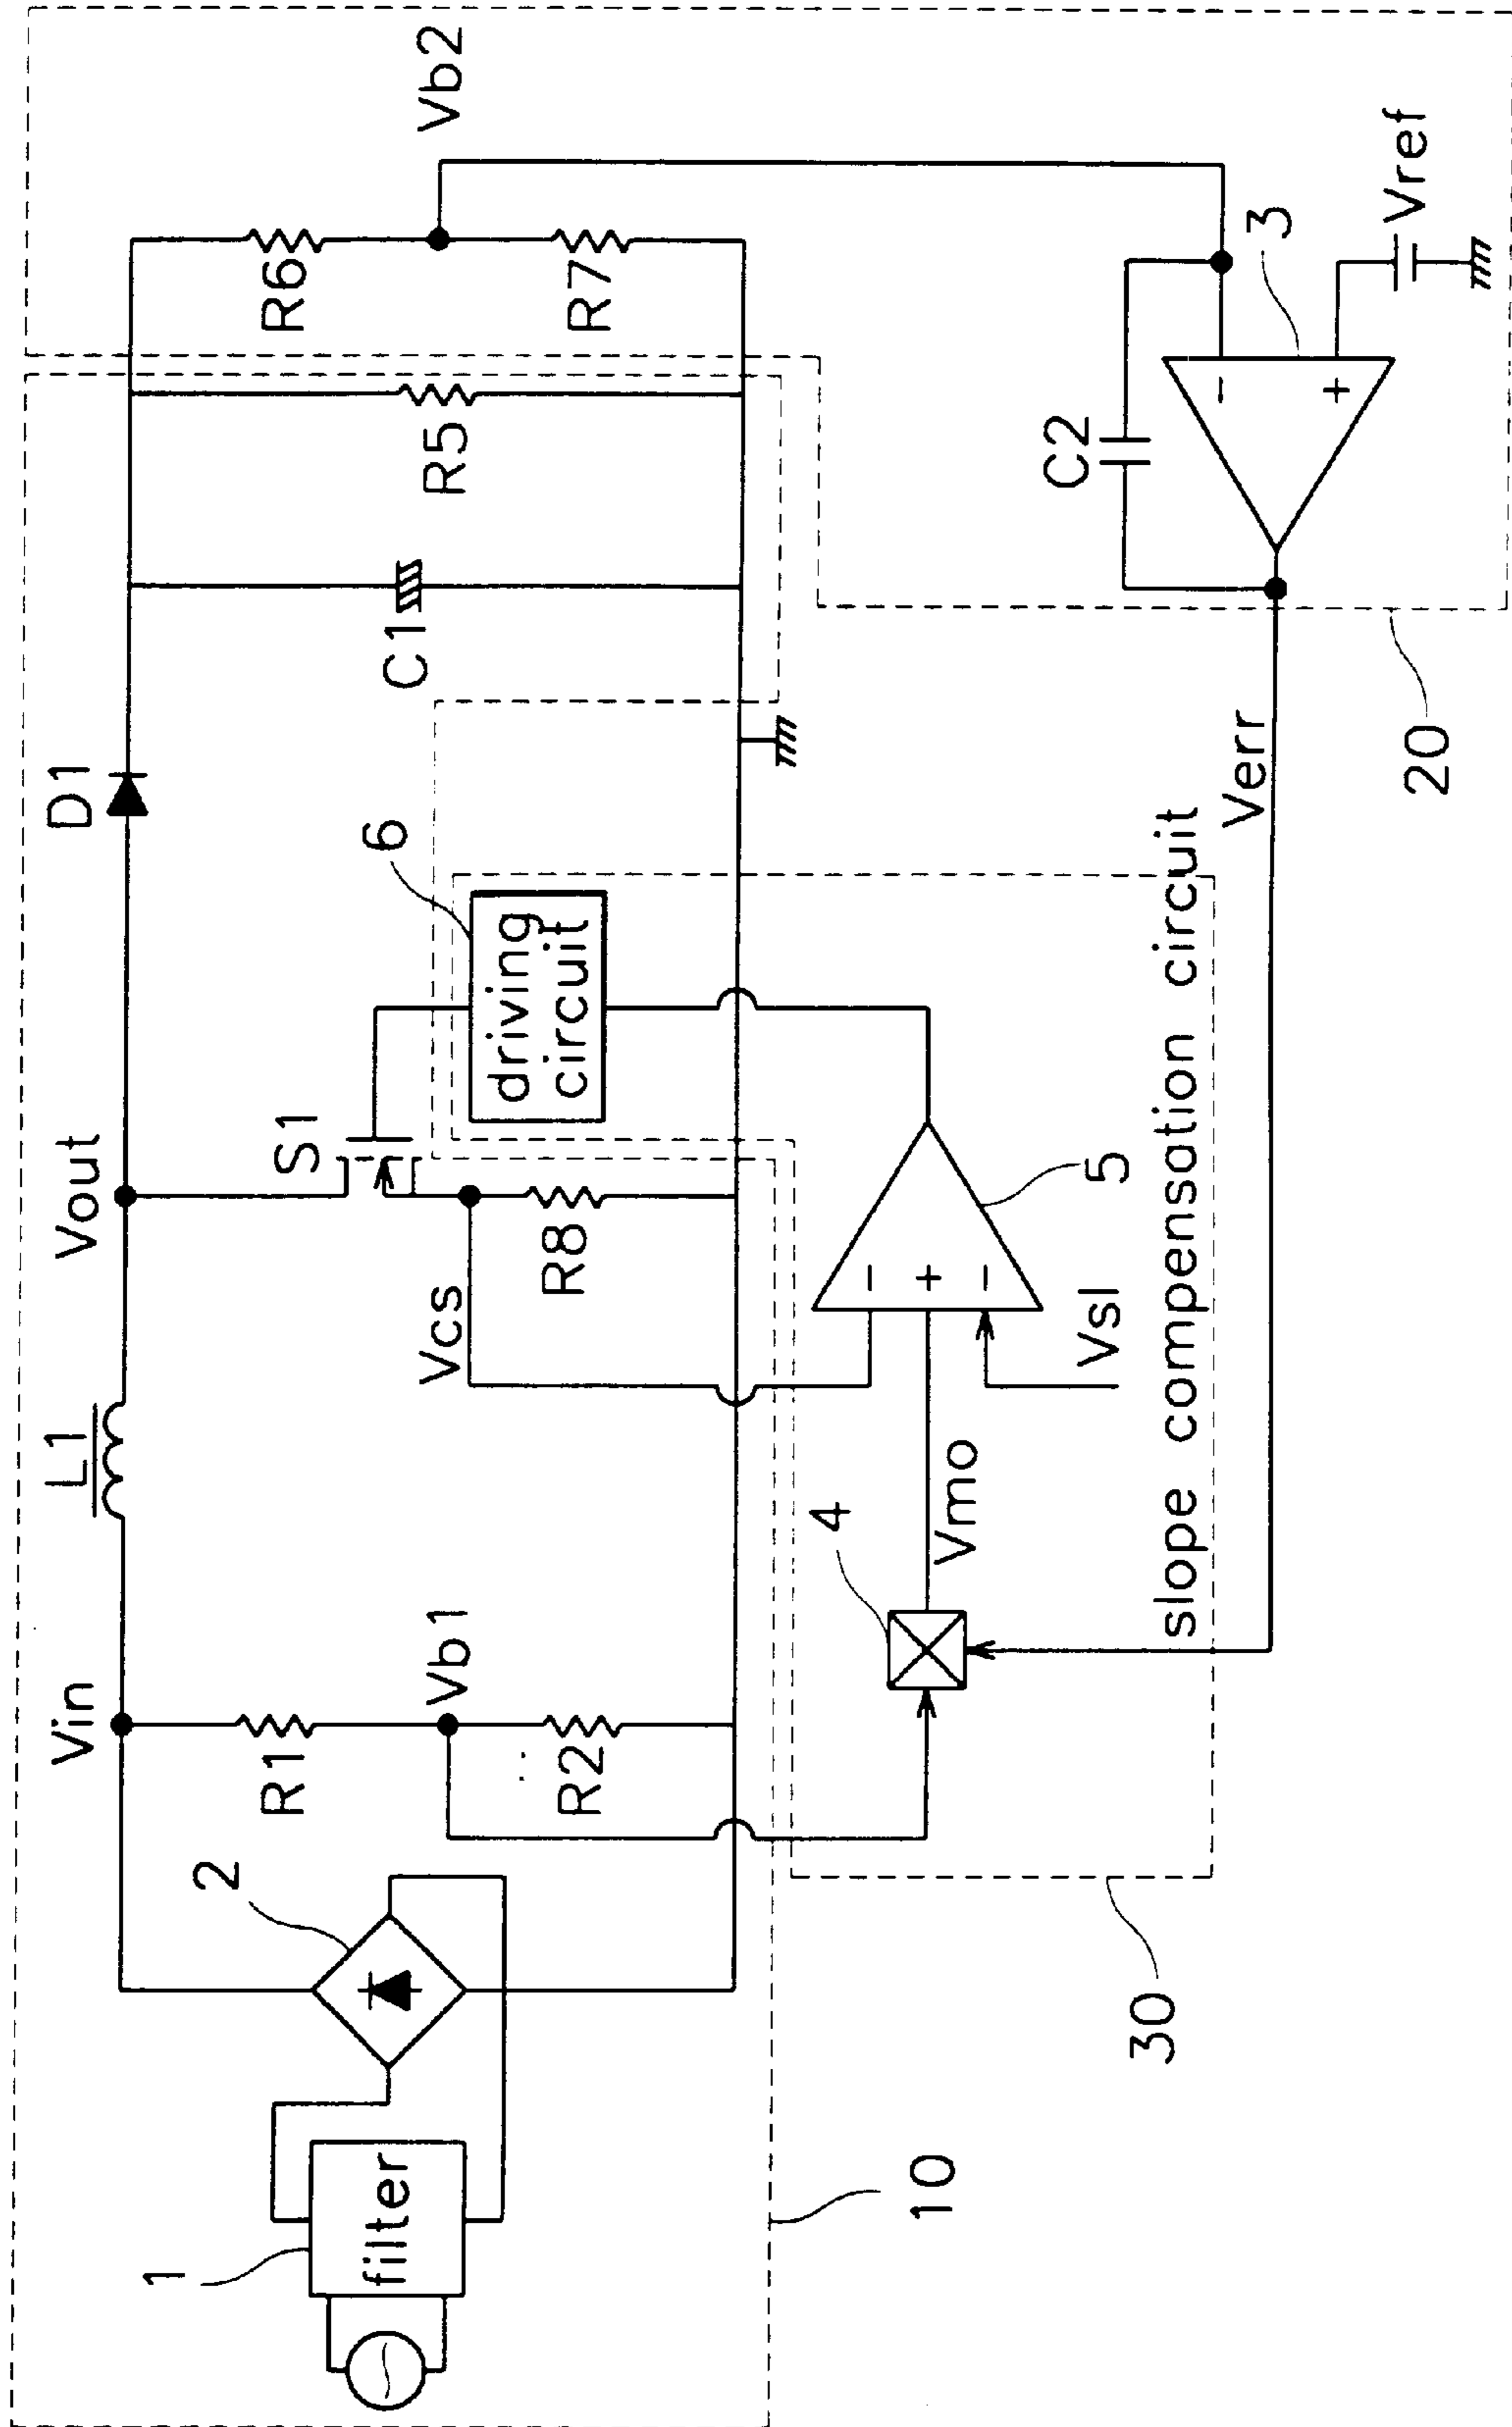 Vin
L1
Vout
D1
1
filter
2
R1
Vb1
R2
Vcs
S1
R8
6
driving
circuit
C1
R5
R6
R7
Vb2
10
4
Vmo
-
+
-
Vsl
5
C2
-
+
3
Vref
slope compensation circuit
Verr
30
20